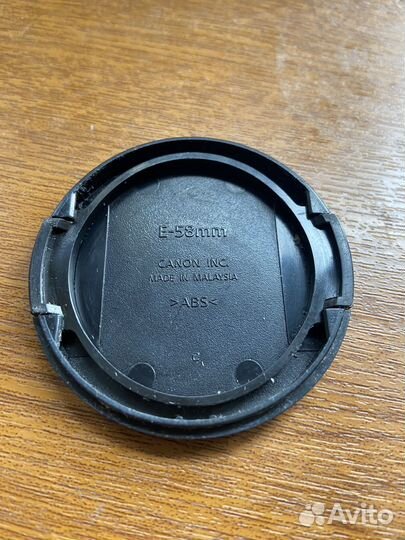 E-58mm
CANON INC.
MADE IN MALAYSIA
>ABS<
Avito